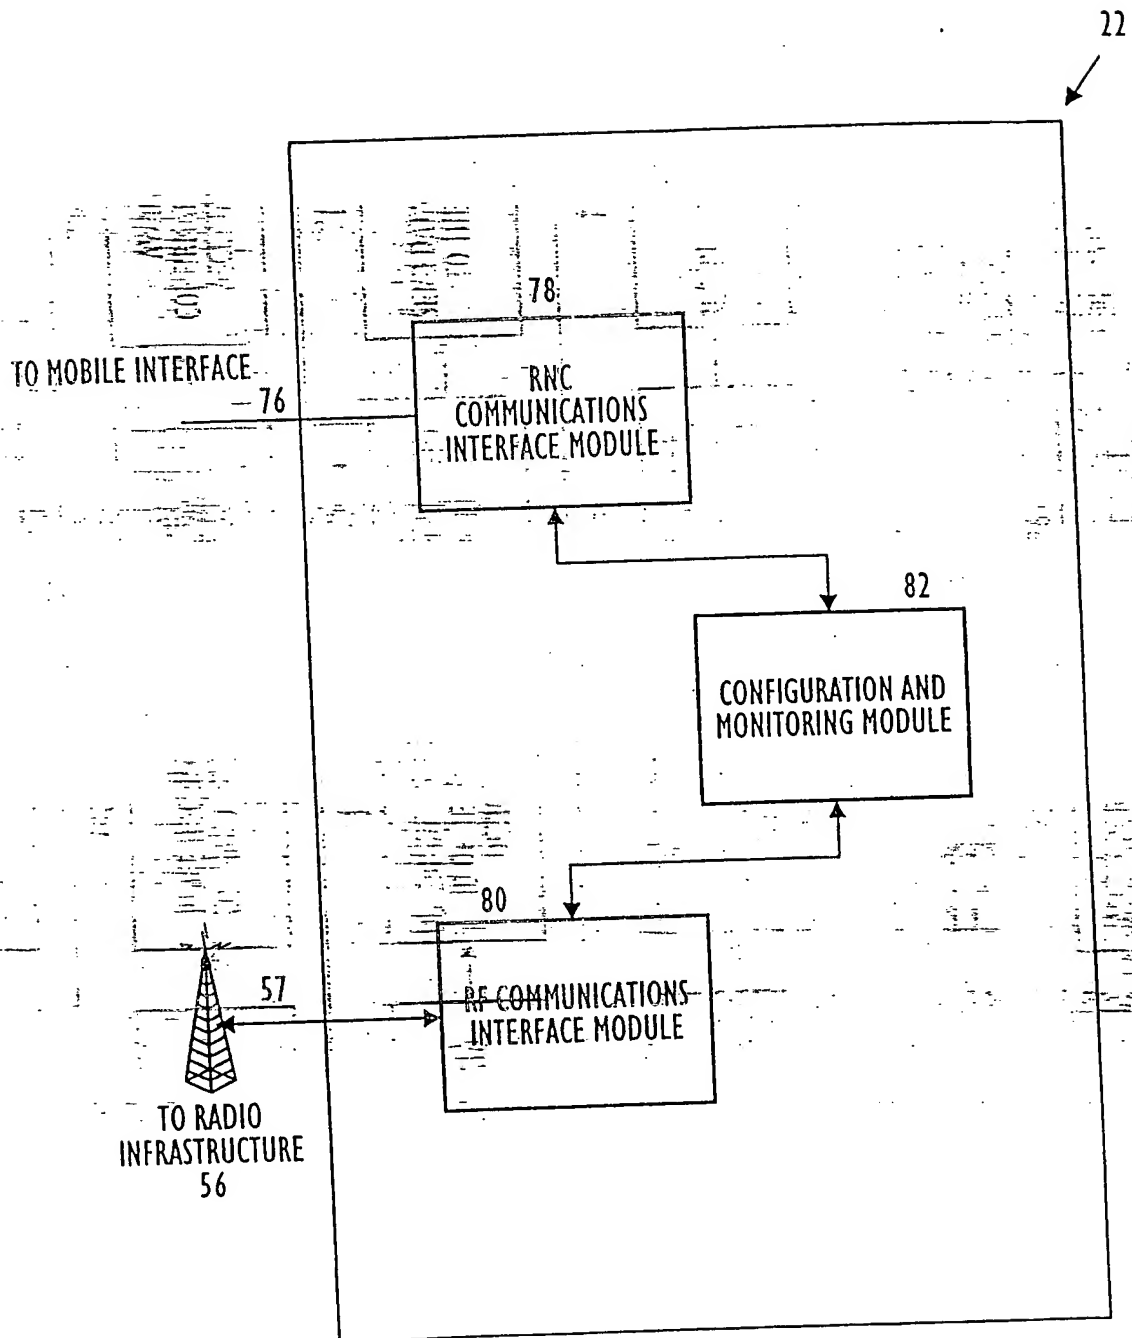 22
78
TO MOBILE INTERFACE
76
RNC
COMMUNICATIONS
INTERFACE MODULE
82
CONFIGURATION AND
MONITORING MODULE
80
57
RF COMMUNICATIONS
INTERFACE MODULE
TO RADIO
INFRASTRUCTURE
56